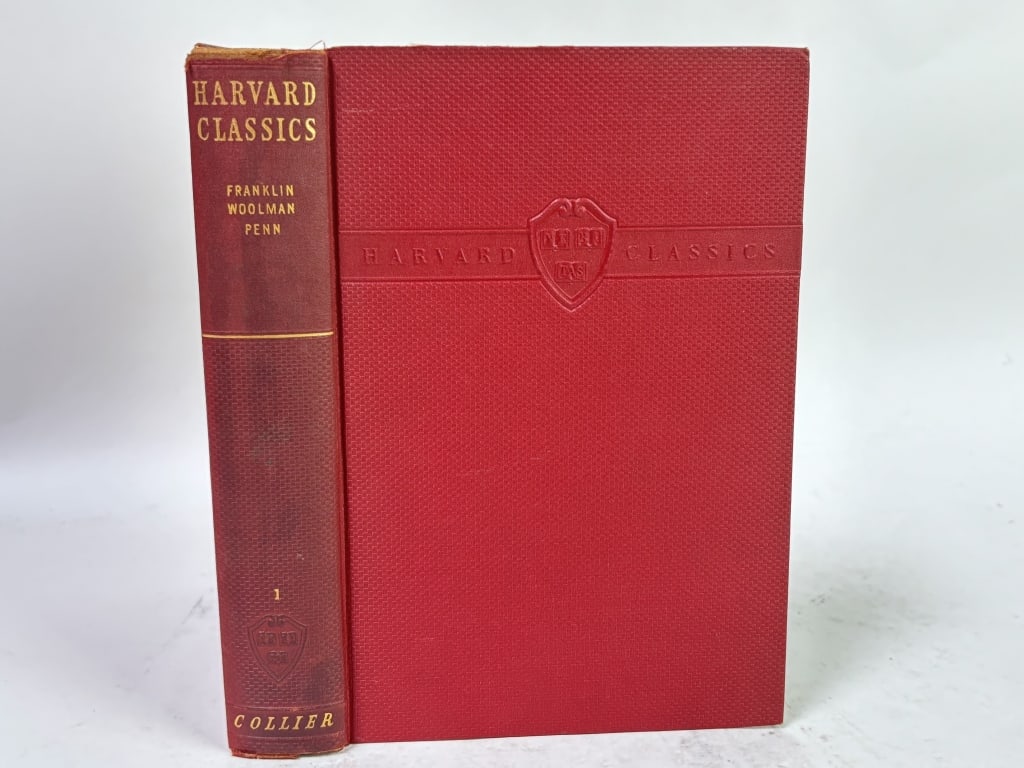 HARVARD
CLASSICS
FRANKLIN
WOOLMAN
PENN
1
COLLIER
HARVARD CLASSICS